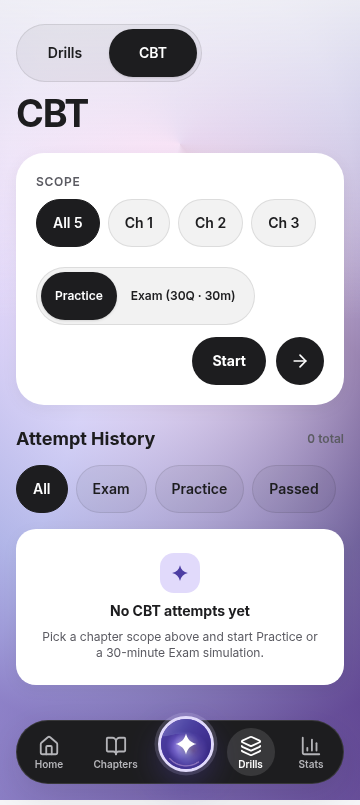 Drills CBT
CBT
SCOPE
All 5 Ch 1 Ch 2 Ch 3
Practice Exam (30Q · 30m)
Start
Attempt History 0 total
All Exam Practice Passed
No CBT attempts yet
Pick a chapter scope above and start Practice or
a 30-minute Exam simulation.
Home Chapters Drills Stats